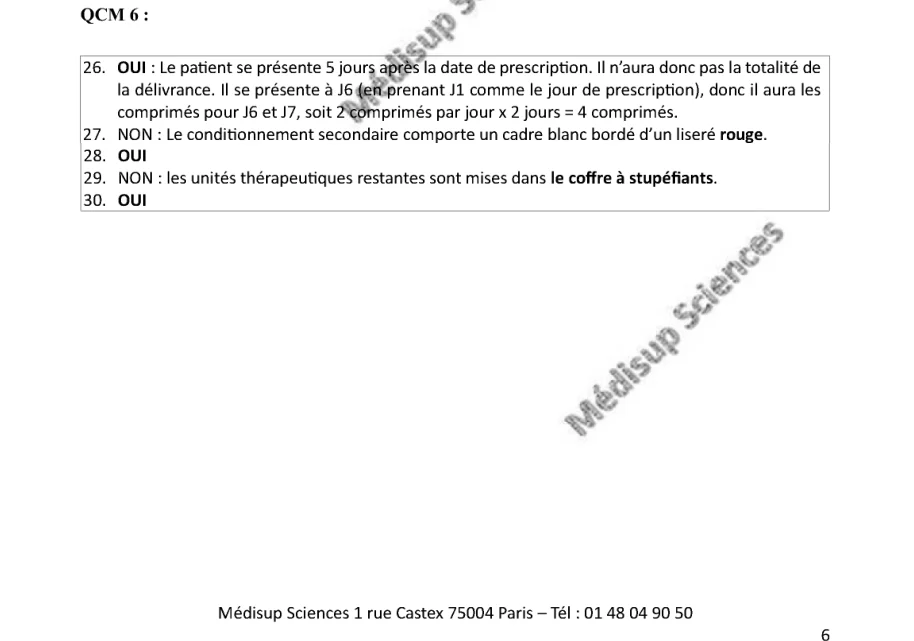 QCM 6 :
Médisup S
26. OUI : Le patient se présente 5 jours après la date de prescription. Il n’aura donc pas la totalité de
la délivrance. Il se présente à J6 (en prenant J1 comme le jour de prescription), donc il aura les
comprimés pour J6 et J7, soit 2 comprimés par jour x 2 jours = 4 comprimés.
27. NON : Le conditionnement secondaire comporte un cadre blanc bordé d’un liseré rouge.
28. OUI
29. NON : les unités thérapeutiques restantes sont mises dans le coffre à stupéfiants.
30. OUI
Médisup Sciences
Médisup Sciences 1 rue Castex 75004 Paris – Tél : 01 48 04 90 50
6